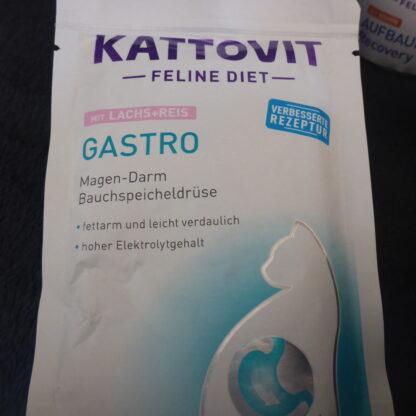 KATTOVIT
FELINE DIET
MIT LACHS+REIS
VERBESSERTE
REZEPTUR
GASTRO
Magen-Darm
Bauchspeicheldrüse
• fettarm und leicht verdaulich
• hoher Elektrolytgehalt
AUFBAU
Recovery